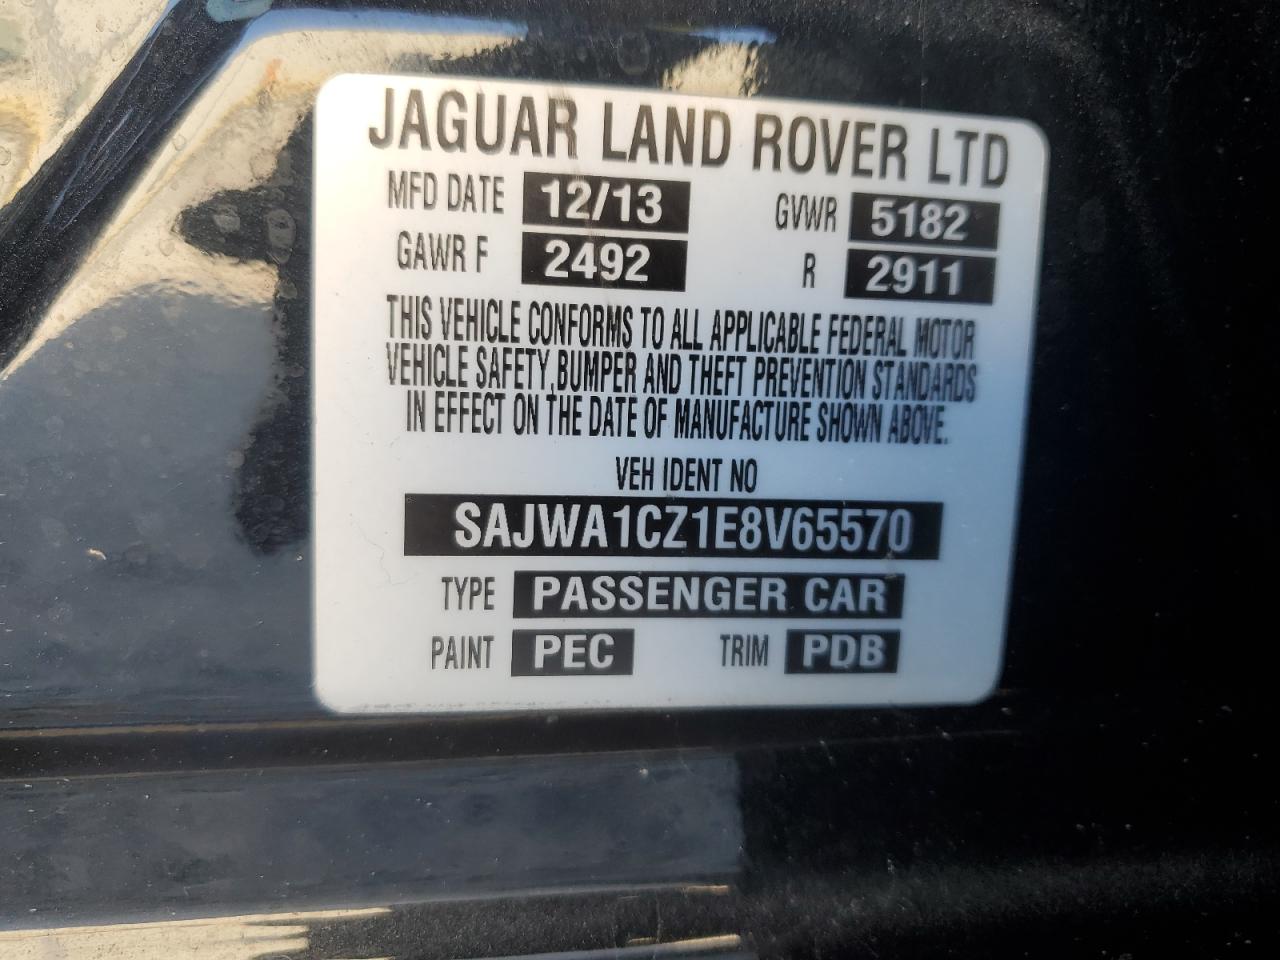 JAGUAR LAND ROVER LTD
MFD DATE 12/13 GVWR 5182
GAWR F 2492 R 2911
THIS VEHICLE CONFORMS TO ALL APPLICABLE FEDERAL MOTOR
VEHICLE SAFETY,BUMPER AND THEFT PREVENTION STANDARDS
IN EFFECT ON THE DATE OF MANUFACTURE SHOWN ABOVE.
VEH IDENT NO
SAJWA1CZ1E8V65570
TYPE PASSENGER CAR
PAINT PEC TRIM PDB